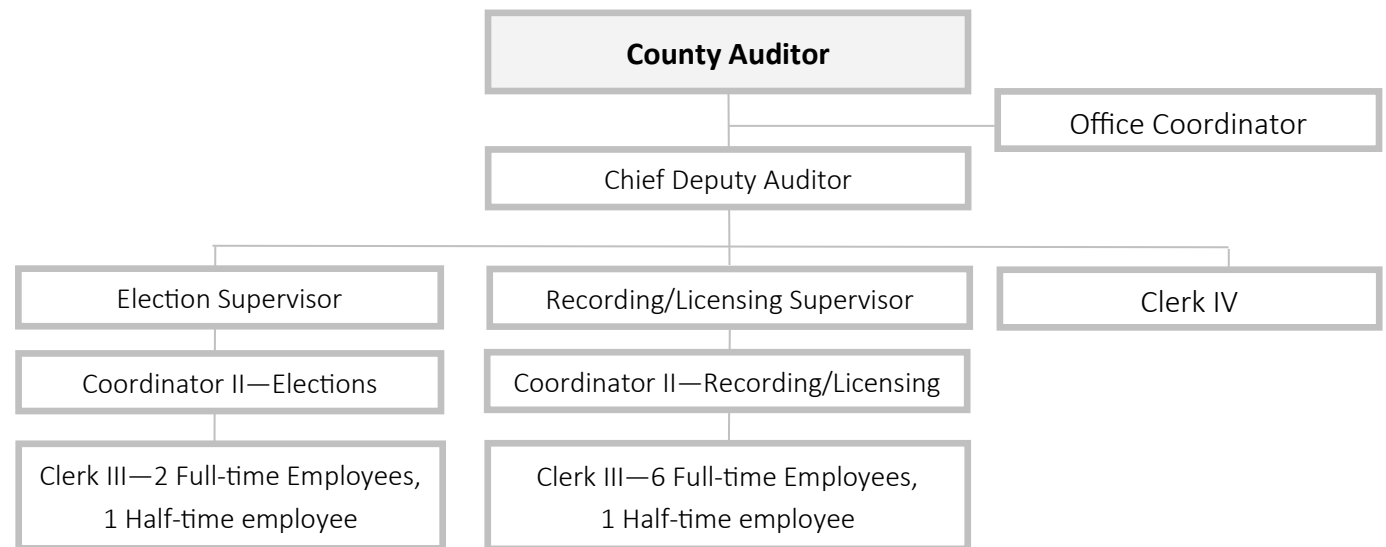 County Auditor
Office Coordinator
Chief Deputy Auditor
Election Supervisor
Recording/Licensing Supervisor
Clerk IV
Coordinator II—Elections
Coordinator II—Recording/Licensing
Clerk III—2 Full-time Employees,
1 Half-time employee
Clerk III—6 Full-time Employees,
1 Half-time employee